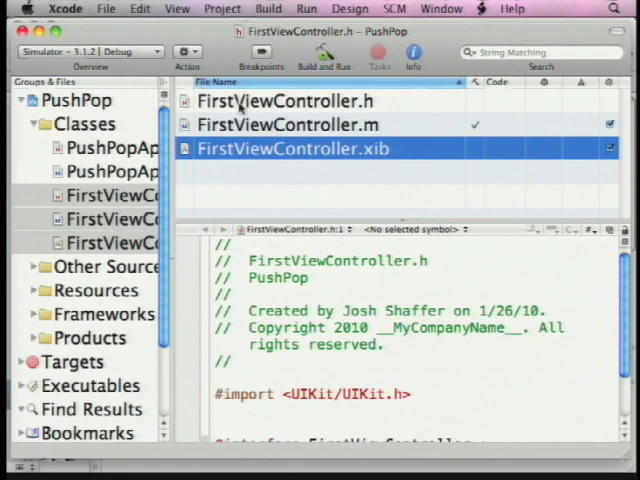 Xcode File Edit View Project Build Run Design SCM Window Help
FirstViewController.h – PushPop
Simulator - 3.1.2 | Debug
String Matching
Overview Action Breakpoints Build and Run Tasks Info Search
Groups & Files
File Name Code
PushPop
Classes
PushPopAp
PushPopAp
FirstViewCo
FirstViewCo
FirstViewCo
Other Source
Resources
Frameworks
Products
Targets
Executables
Find Results
Bookmarks
FirstViewController.h
FirstViewController.m
FirstViewController.xib
FirstViewController.h:1 <No selected symbol>
//
// FirstViewController.h
// PushPop
//
// Created by Josh Shaffer on 1/26/10.
// Copyright 2010 __MyCompanyName__. All
rights reserved.
//
#import <UIKit/UIKit.h>
@interface FirstViewController :